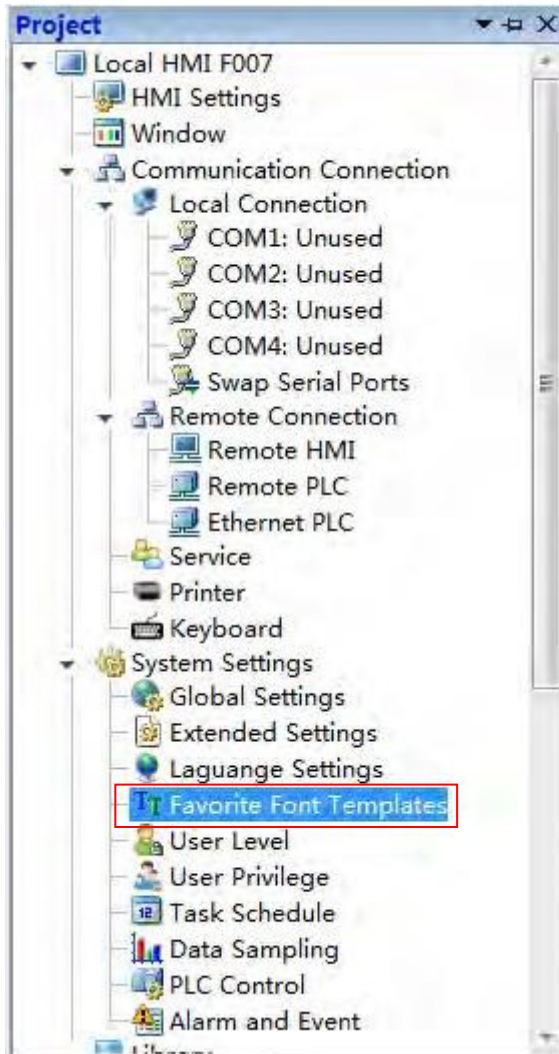 Project
Local HMI F007
HMI Settings
Window
Communication Connection
Local Connection
COM1: Unused
COM2: Unused
COM3: Unused
COM4: Unused
Swap Serial Ports
Remote Connection
Remote HMI
Remote PLC
Ethernet PLC
Service
Printer
Keyboard
System Settings
Global Settings
Extended Settings
Laguange Settings
Favorite Font Templates
User Level
User Privilege
Task Schedule
Data Sampling
PLC Control
Alarm and Event
Library